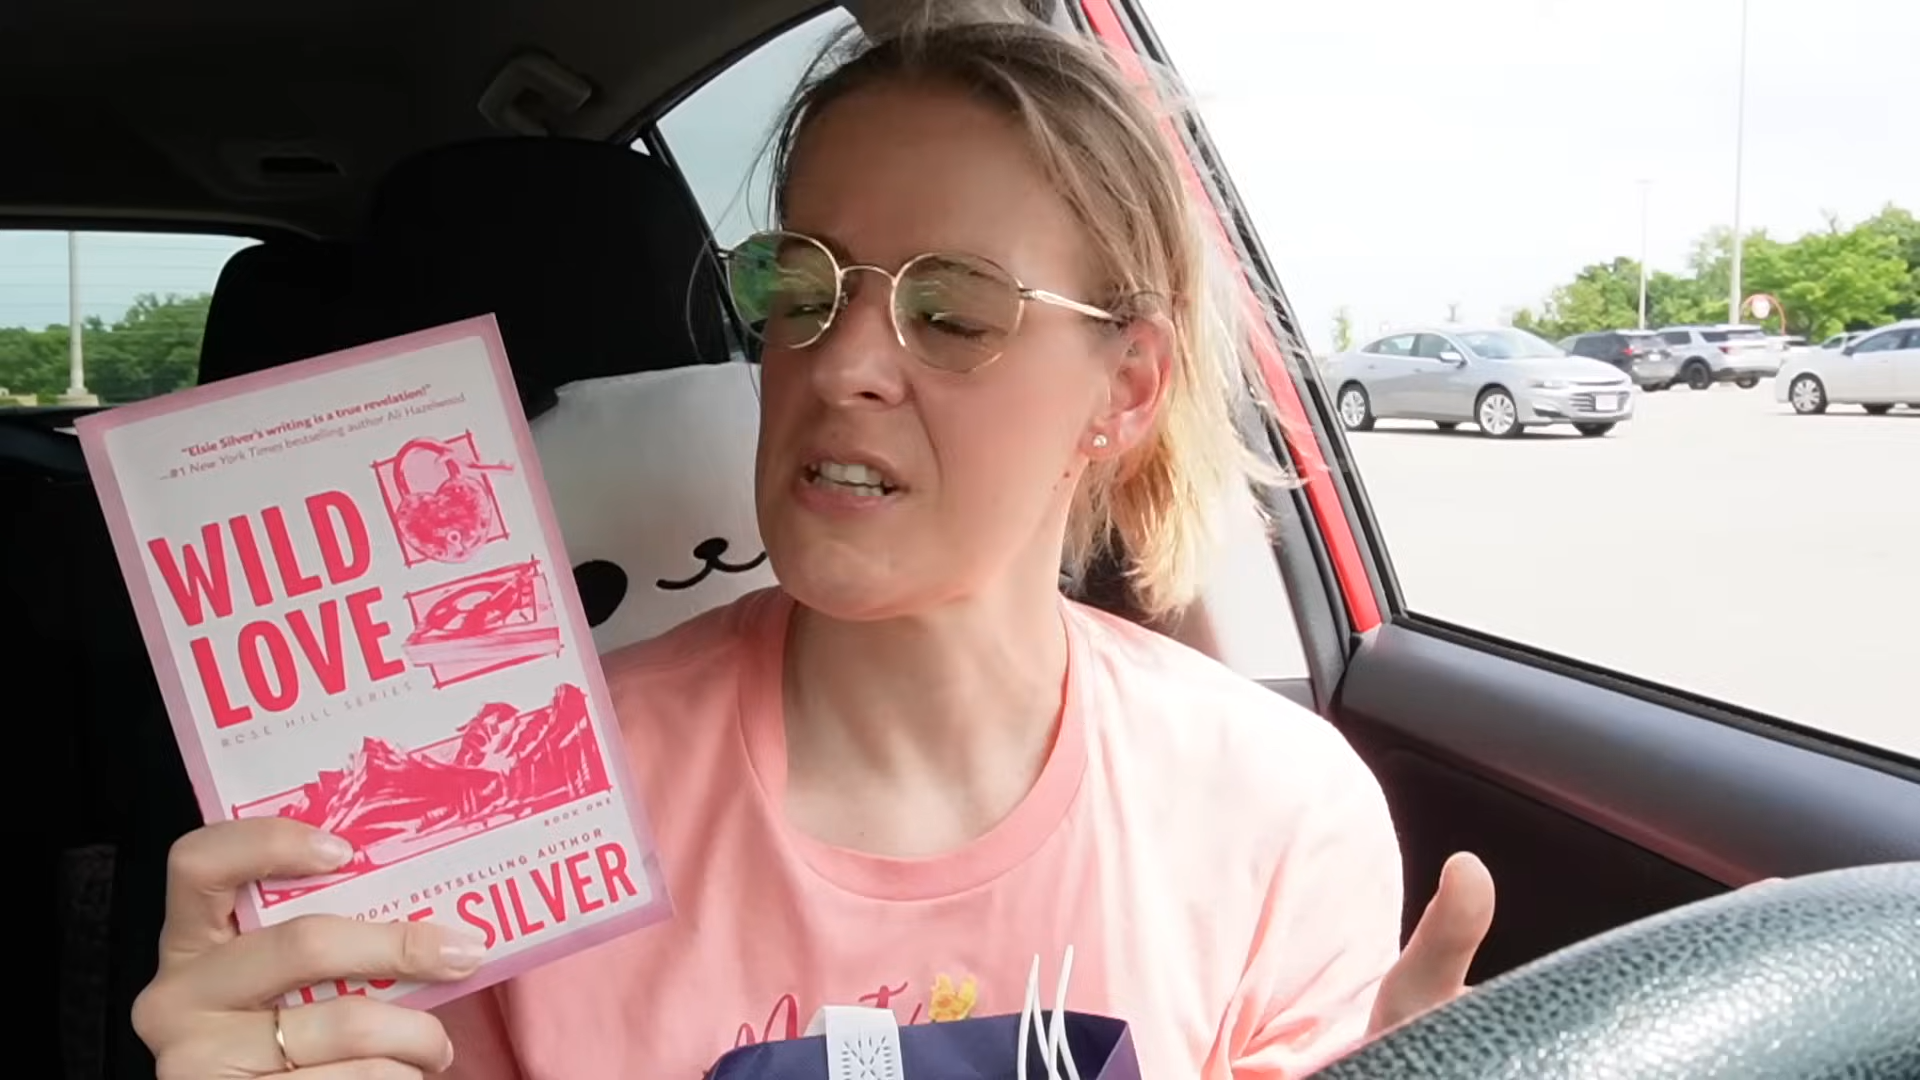 "Elsie Silver's writing is a true revelation!"
—#1 New York Times bestselling author Ali Hazelwood
WILD
LOVE
ROSE HILL SERIES
BOOK ONE
TODAY BESTSELLING AUTHOR
SILVER